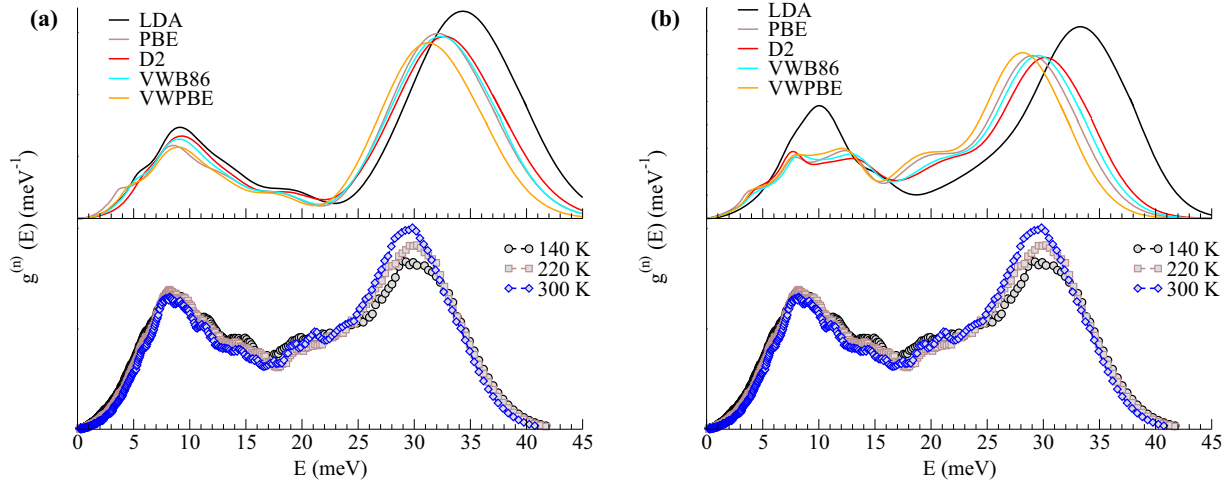 (a)
LDA
PBE
D2
VWB86
VWPBE
140 K
220 K
300 K
g(n) (E) (meV-1)
0 5 10 15 20 25 30 35 40 45
E (meV)
(b)
LDA
PBE
D2
VWB86
VWPBE
140 K
220 K
300 K
g(n) (E) (meV-1)
0 5 10 15 20 25 30 35 40 45
E (meV)